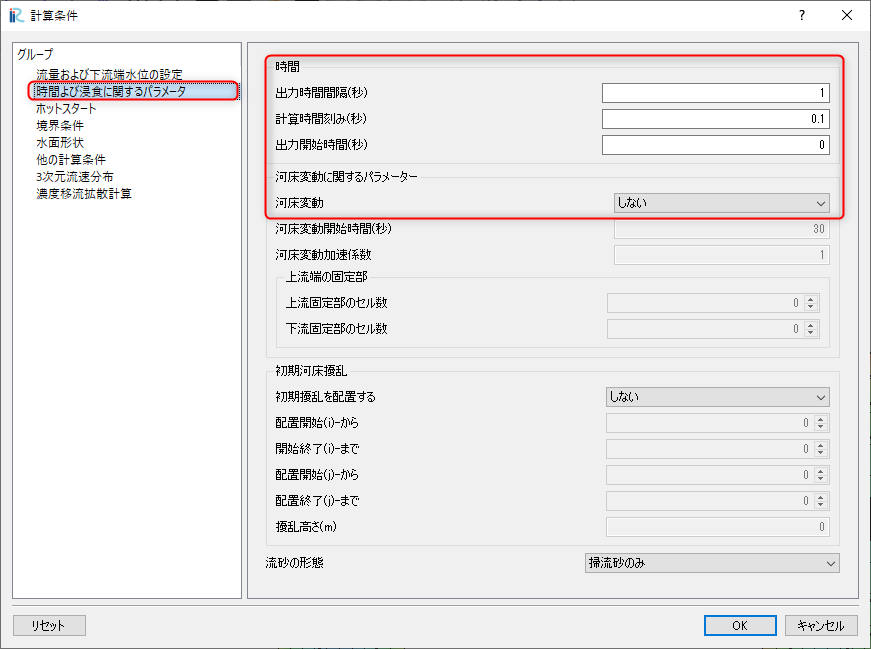 iRIC 計算条件
?
グループ
流量および下流端水位の設定
時間よび浸食に関するパラメータ
ホットスタート
境界条件
水面形状
他の計算条件
3次元流速分布
濃度移流拡散計算
時間
出力時間間隔(秒) 1
計算時間刻み(秒) 0.1
出力開始時間(秒) 0
河床変動に関するパラメーター
河床変動 しない
河床変動開始時間(秒) 30
河床変動加速係数 1
上流端の固定部
上流固定部のセル数 0
下流固定部のセル数 0
初期河床擾乱
初期擾乱を配置する しない
配置開始(i)-から 0
開始終了(i)-まで 0
配置開始(j)-から 0
配置終了(j)-まで 0
擾乱高さ(m) 0
流砂の形態 掃流砂のみ
リセット OK キャンセル